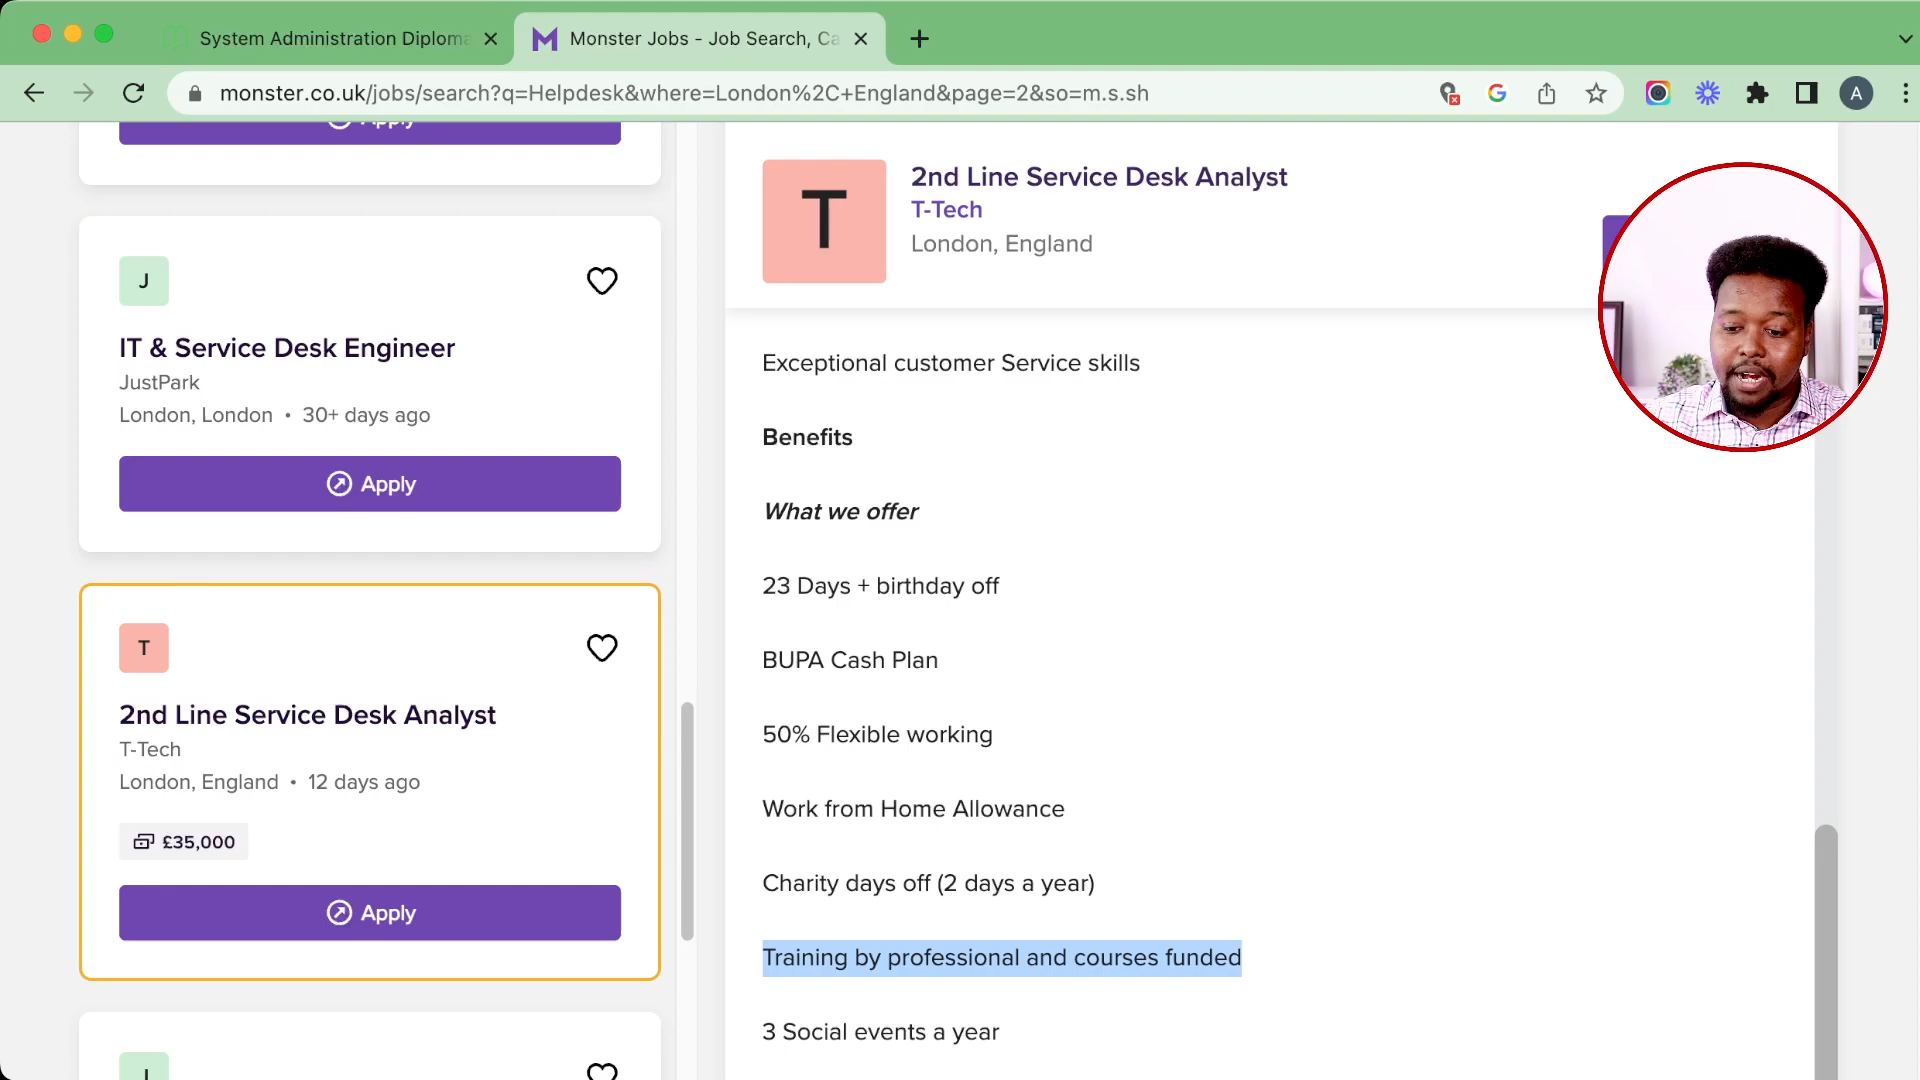 System Administration Diploma
Monster Jobs - Job Search, Ca
monster.co.uk/jobs/search?q=Helpdesk&where=London%2C+England&page=2&so=m.s.sh
A
Apply
J
IT & Service Desk Engineer
JustPark
London, London • 30+ days ago
Apply
T
2nd Line Service Desk Analyst
T-Tech
London, England • 12 days ago
£35,000
Apply
T
2nd Line Service Desk Analyst
T-Tech
London, England
Exceptional customer Service skills
Benefits
What we offer
23 Days + birthday off
BUPA Cash Plan
50% Flexible working
Work from Home Allowance
Charity days off (2 days a year)
Training by professional and courses funded
3 Social events a year